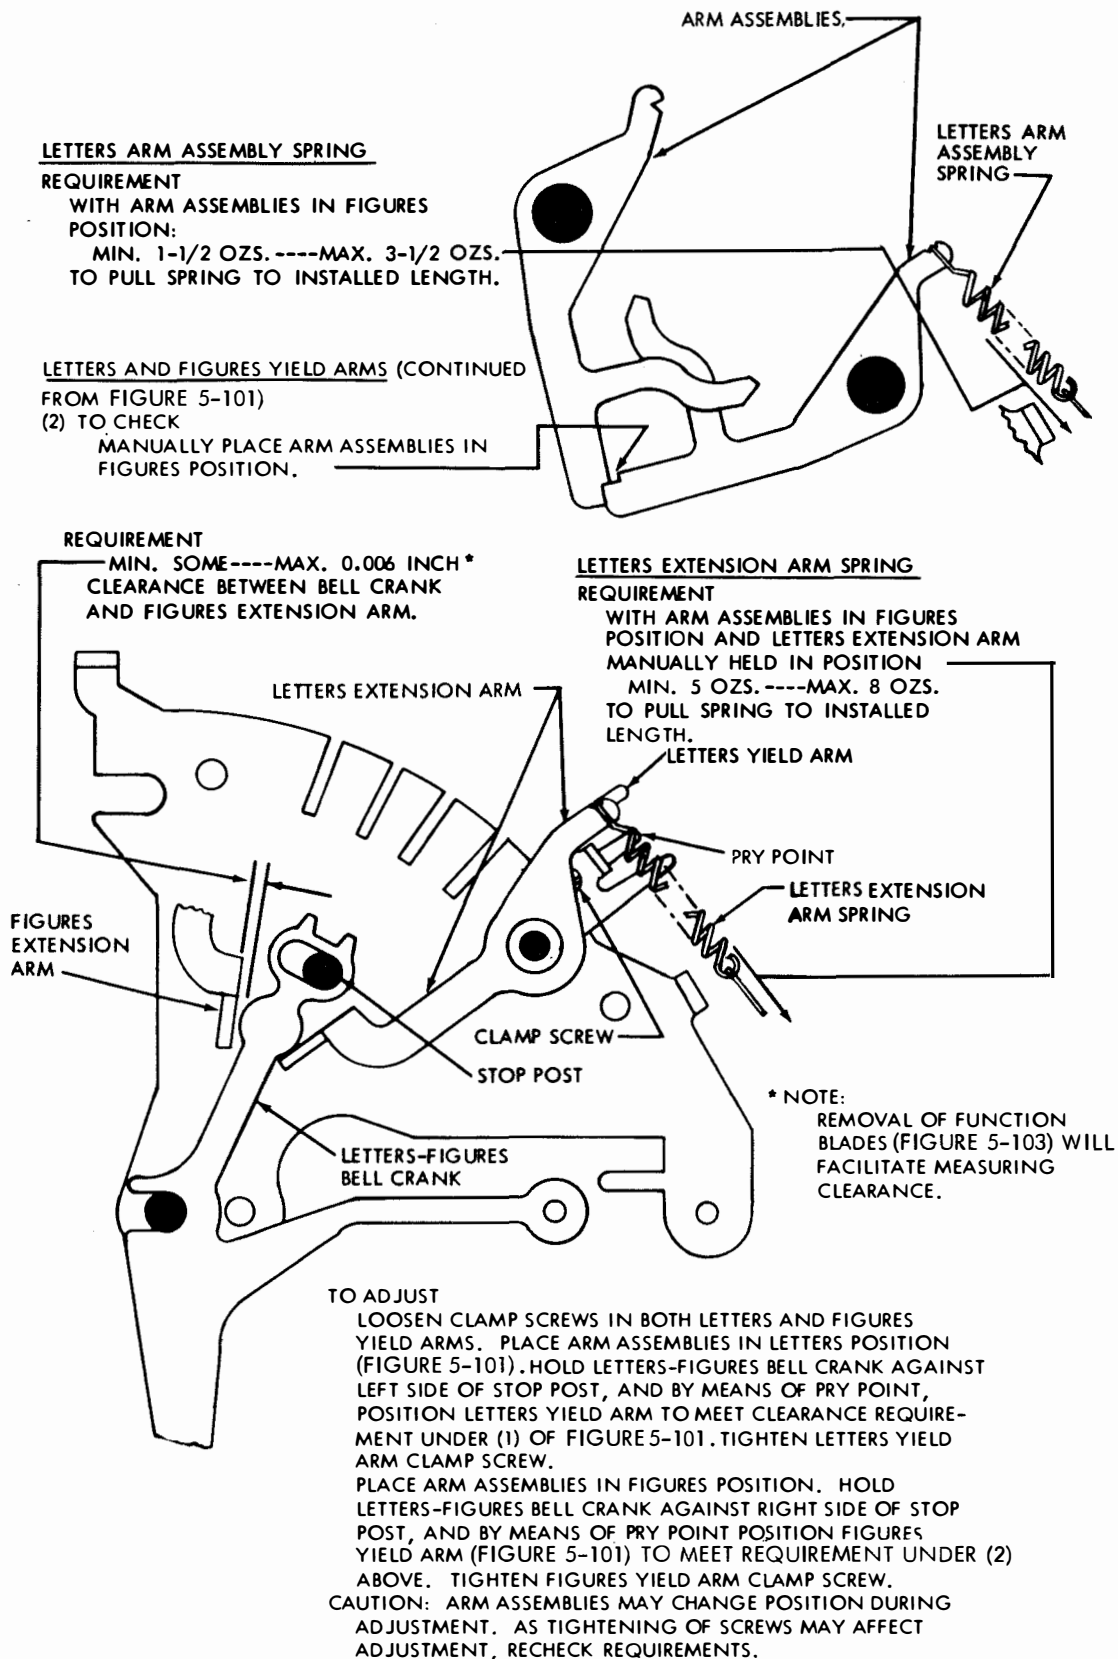 ARM ASSEMBLIES,
LETTERS ARM
ASSEMBLY
SPRING
LETTERS ARM ASSEMBLY SPRING
REQUIREMENT
WITH ARM ASSEMBLIES IN FIGURES
POSITION:
MIN. 1-1/2 OZS. ----MAX. 3-1/2 OZS.
TO PULL SPRING TO INSTALLED LENGTH.
LETTERS AND FIGURES YIELD ARMS (CONTINUED
FROM FIGURE 5-101)
(2) TO CHECK
MANUALLY PLACE ARM ASSEMBLIES IN
FIGURES POSITION.
REQUIREMENT
MIN. SOME----MAX. 0.006 INCH*
CLEARANCE BETWEEN BELL CRANK
AND FIGURES EXTENSION ARM.
LETTERS EXTENSION ARM SPRING
REQUIREMENT
WITH ARM ASSEMBLIES IN FIGURES
POSITION AND LETTERS EXTENSION ARM
MANUALLY HELD IN POSITION
MIN. 5 OZS. ----MAX. 8 OZS.
TO PULL SPRING TO INSTALLED
LENGTH.
LETTERS EXTENSION ARM
LETTERS YIELD ARM
PRY POINT
LETTERS EXTENSION
ARM SPRING
FIGURES
EXTENSION
ARM
CLAMP SCREW
STOP POST
LETTERS-FIGURES
BELL CRANK
* NOTE:
REMOVAL OF FUNCTION
BLADES (FIGURE 5-103) WILL
FACILITATE MEASURING
CLEARANCE.
TO ADJUST
LOOSEN CLAMP SCREWS IN BOTH LETTERS AND FIGURES
YIELD ARMS. PLACE ARM ASSEMBLIES IN LETTERS POSITION
(FIGURE 5-101). HOLD LETTERS-FIGURES BELL CRANK AGAINST
LEFT SIDE OF STOP POST, AND BY MEANS OF PRY POINT,
POSITION LETTERS YIELD ARM TO MEET CLEARANCE REQUIRE-
MENT UNDER (1) OF FIGURE 5-101. TIGHTEN LETTERS YIELD
ARM CLAMP SCREW.
PLACE ARM ASSEMBLIES IN FIGURES POSITION. HOLD
LETTERS-FIGURES BELL CRANK AGAINST RIGHT SIDE OF STOP
POST, AND BY MEANS OF PRY POINT POSITION FIGURES
YIELD ARM (FIGURE 5-101) TO MEET REQUIREMENT UNDER (2)
ABOVE. TIGHTEN FIGURES YIELD ARM CLAMP SCREW.
CAUTION: ARM ASSEMBLIES MAY CHANGE POSITION DURING
ADJUSTMENT. AS TIGHTENING OF SCREWS MAY AFFECT
ADJUSTMENT, RECHECK REQUIREMENTS.